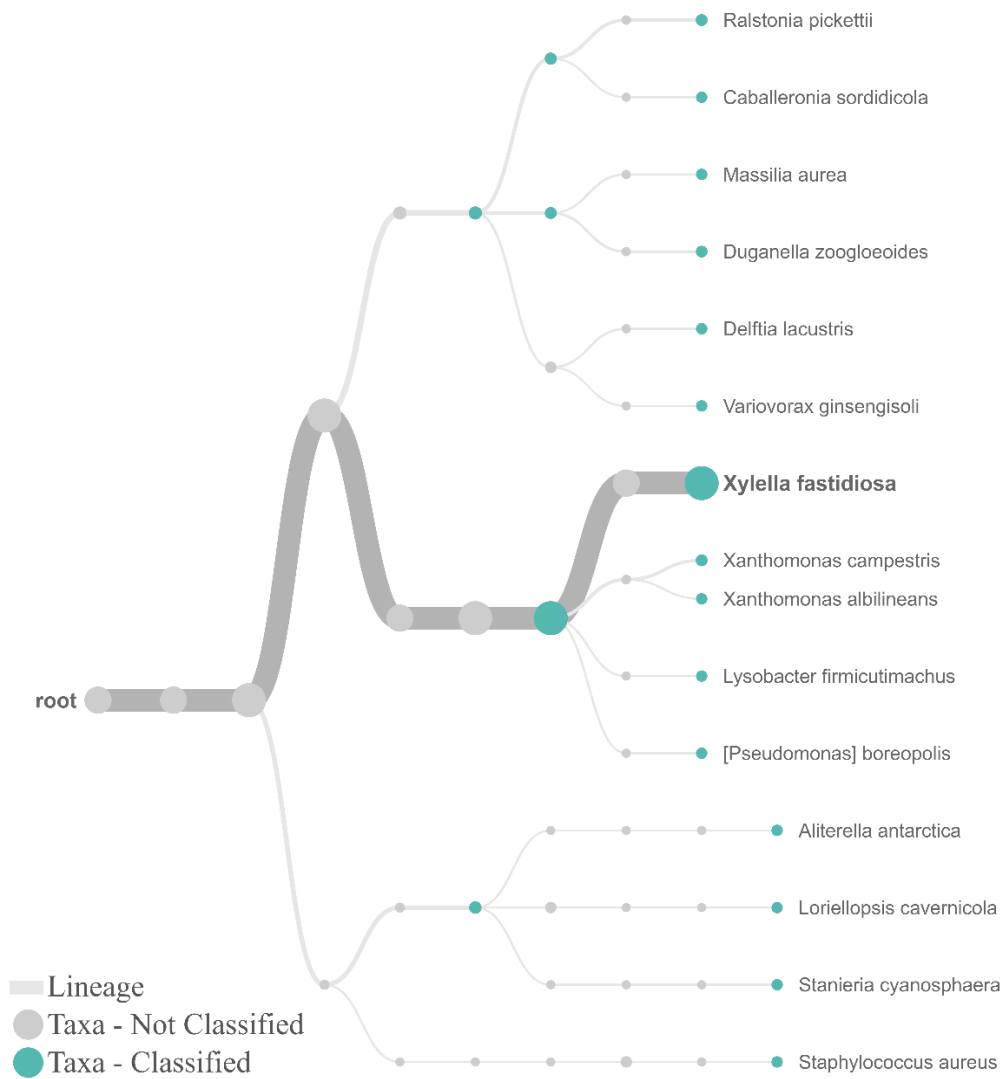 Ralstonia pickettii
Caballeronia sordidicola
Massilia aurea
Duganella zoogloeoides
Delftia lacustris
Variovorax ginsengisoli
Xylella fastidiosa
Xanthomonas campestris
Xanthomonas albilineans
Lysobacter firmicutimachus
root
[Pseudomonas] boreopolis
Aliterella antarctica
Loriellopsis cavernicola
Stanieria cyanosphaera
Staphylococcus aureus
Lineage
Taxa - Not Classified
Taxa - Classified